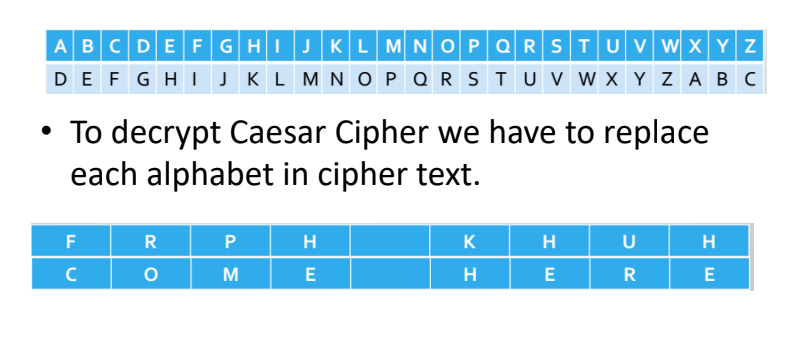 A B C D E F G H I J K L M N O P Q R S T U V W X Y Z
D E F G H I J K L M N O P Q R S T U V W X Y Z A B C
• To decrypt Caesar Cipher we have to replace
each alphabet in cipher text.
F R P H K H U H
C O M E H E R E